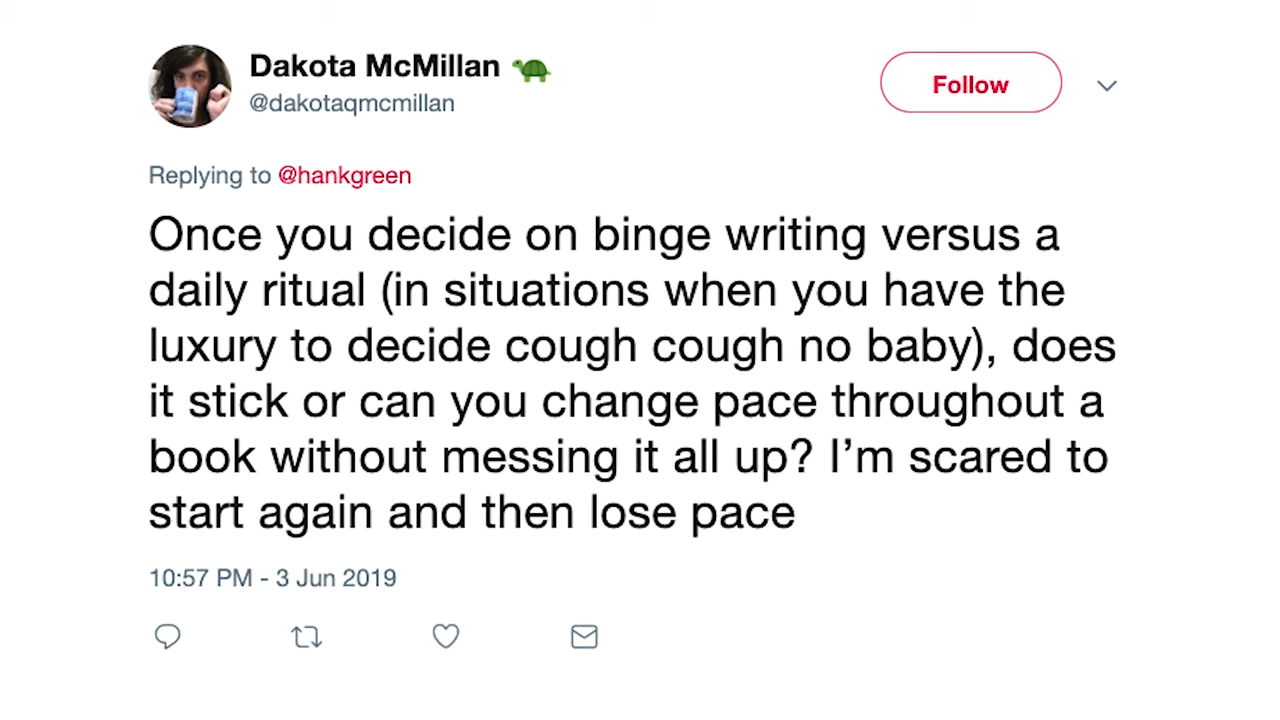 Dakota McMillan 🐢
@dakotaqmcmillan
Follow
Replying to @hankgreen
Once you decide on binge writing versus a
daily ritual (in situations when you have the
luxury to decide cough cough no baby), does
it stick or can you change pace throughout a
book without messing it all up? I’m scared to
start again and then lose pace
10:57 PM - 3 Jun 2019